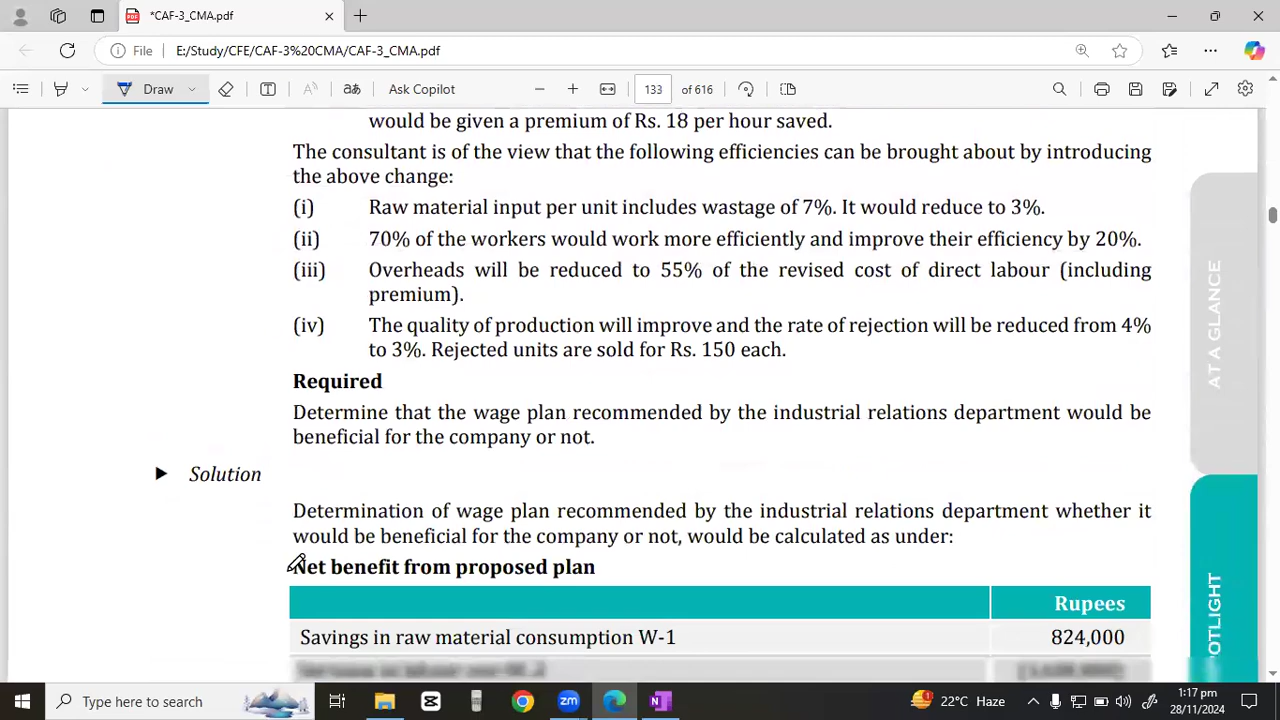 *CAF-3_CMA.pdf
File
E:/Study/CFE/CAF-3%20CMA/CAF-3_CMA.pdf
Draw
Ask Copilot
133 of 616
would be given a premium of Rs. 18 per hour saved.
The consultant is of the view that the following efficiencies can be brought about by introducing
the above change:
(i) Raw material input per unit includes wastage of 7%. It would reduce to 3%.
(ii) 70% of the workers would work more efficiently and improve their efficiency by 20%.
(iii) Overheads will be reduced to 55% of the revised cost of direct labour (including
premium).
(iv) The quality of production will improve and the rate of rejection will be reduced from 4%
to 3%. Rejected units are sold for Rs. 150 each.
Required
Determine that the wage plan recommended by the industrial relations department would be
beneficial for the company or not.
Solution
Determination of wage plan recommended by the industrial relations department whether it
would be beneficial for the company or not, would be calculated as under:
Net benefit from proposed plan
Rupees
Savings in raw material consumption W-1 824,000
AT A GLANCE
Type here to search
22°C Haze
1:17 pm
28/11/2024